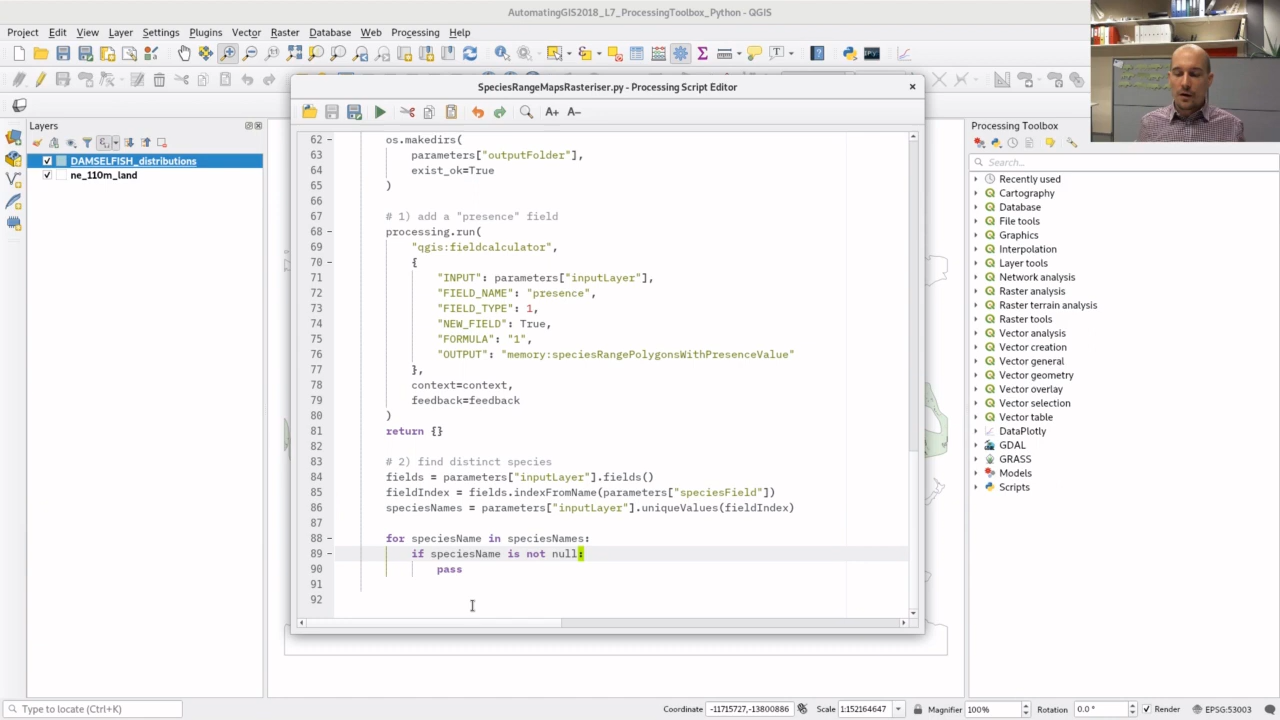 AutomatingGIS2018_L7_ProcessingToolbox_Python - QGIS
Project Edit View Layer Settings Plugins Vector Raster Database Web Processing Help
SpeciesRangeMapsRasteriser.py - Processing Script Editor
Layers
DAMSELFISH_distributions
ne_110m_land
A+ A-
62 os.makedirs(
63 parameters["outputFolder"],
64 exist_ok=True
65 )
66
67 # 1) add a "presence" field
68 processing.run(
69 "qgis:fieldcalculator",
70 {
71 "INPUT": parameters["inputLayer"],
72 "FIELD_NAME": "presence",
73 "FIELD_TYPE": 1,
74 "NEW_FIELD": True,
75 "FORMULA": "1",
76 "OUTPUT": "memory:speciesRangePolygonsWithPresenceValue"
77 },
78 context=context,
79 feedback=feedback
80 )
81 return {}
82
83 # 2) find distinct species
84 fields = parameters["inputLayer"].fields()
85 fieldIndex = fields.indexFromName(parameters["speciesField"])
86 speciesNames = parameters["inputLayer"].uniqueValues(fieldIndex)
87
88 for speciesName in speciesNames:
89 if speciesName is not null:
90 pass
91
92
Processing Toolbox
Search...
Recently used
Cartography
Database
File tools
Graphics
Interpolation
Layer tools
Network analysis
Raster analysis
Raster terrain analysis
Raster tools
Vector analysis
Vector creation
Vector general
Vector geometry
Vector overlay
Vector selection
Vector table
DataPlotly
GDAL
GRASS
Models
Scripts
Type to locate (Ctrl+K) Coordinate -11715727,-13800886 Scale 1:152164647 Magnifier 100% Rotation 0.0 ° Render EPSG:53003